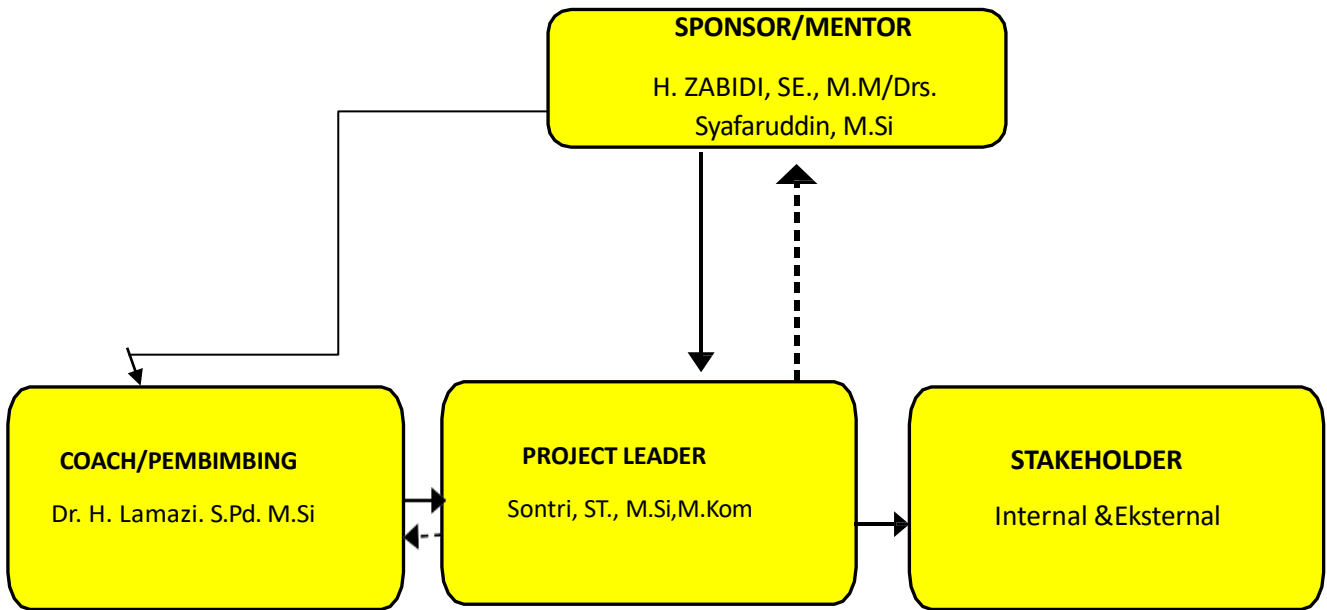 SPONSOR/MENTOR
H. ZABIDI, SE., M.M/Drs.
Syafaruddin, M.Si
COACH/PEMBIMBING
Dr. H. Lamazi. S.Pd. M.Si
PROJECT LEADER
Sontri, ST., M.Si,M.Kom
STAKEHOLDER
Internal &Eksternal